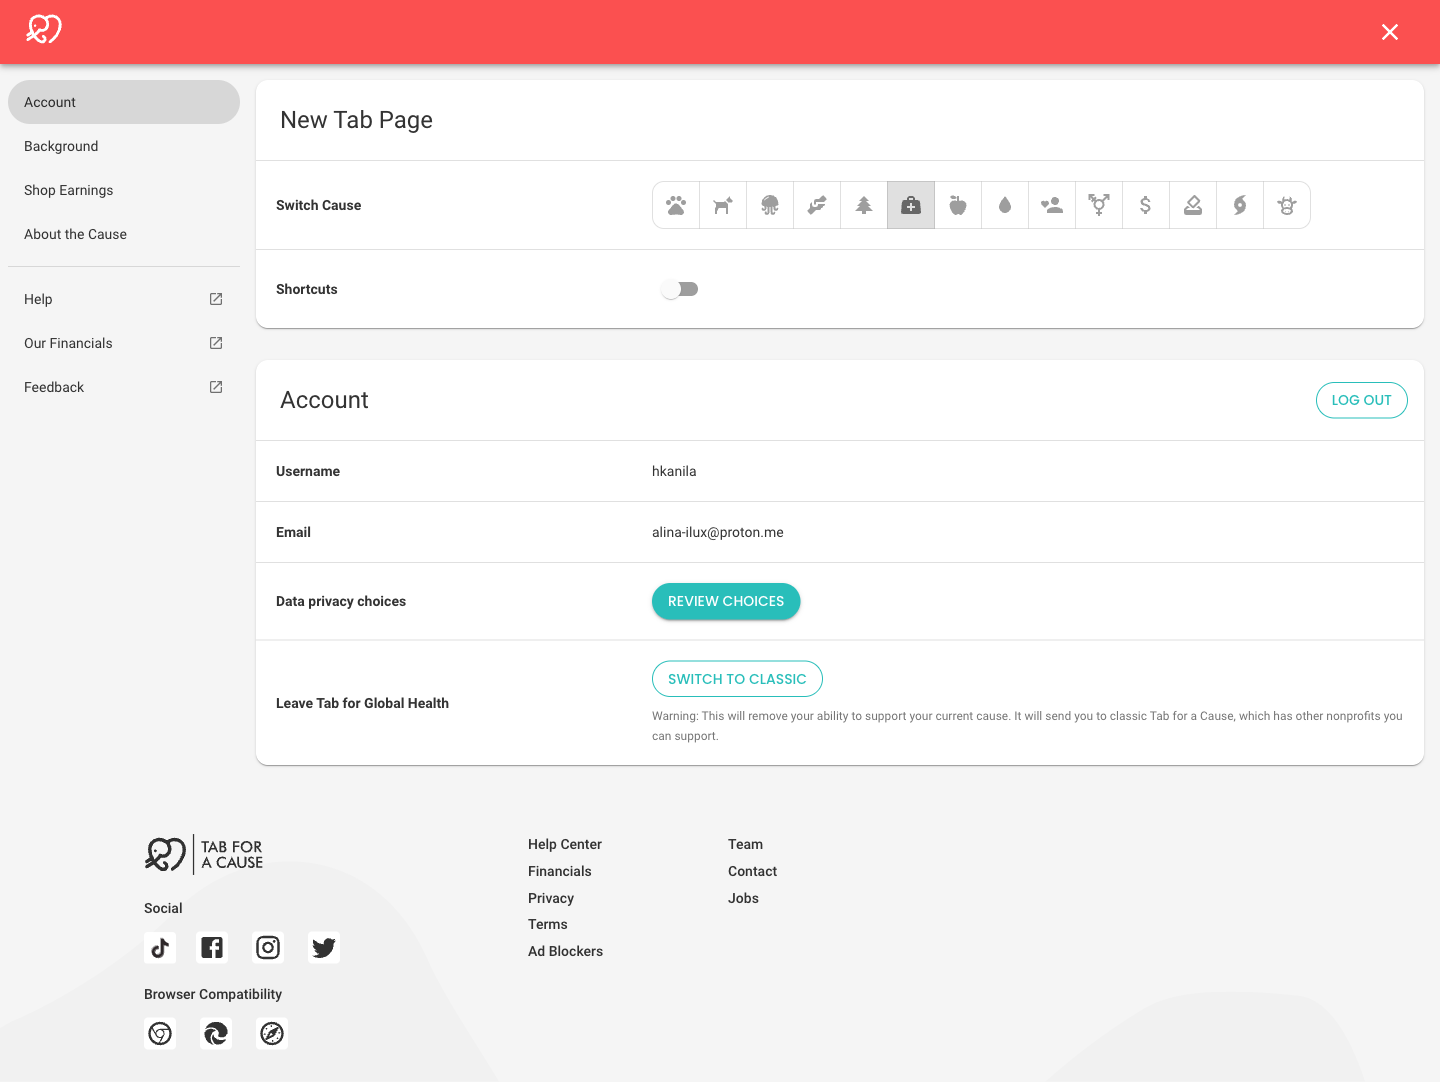 Account
Background
Shop Earnings
About the Cause
Help
Our Financials
Feedback
New Tab Page
Switch Cause
Shortcuts
Account
LOG OUT
Username
hkanila
Email
alina-ilux@proton.me
Data privacy choices
REVIEW CHOICES
Leave Tab for Global Health
SWITCH TO CLASSIC
Warning: This will remove your ability to support your current cause. It will send you to classic Tab for a Cause, which has other nonprofits you
can support.
TAB FOR
A CAUSE
Social
Browser Compatibility
Help Center
Financials
Privacy
Terms
Ad Blockers
Team
Contact
Jobs